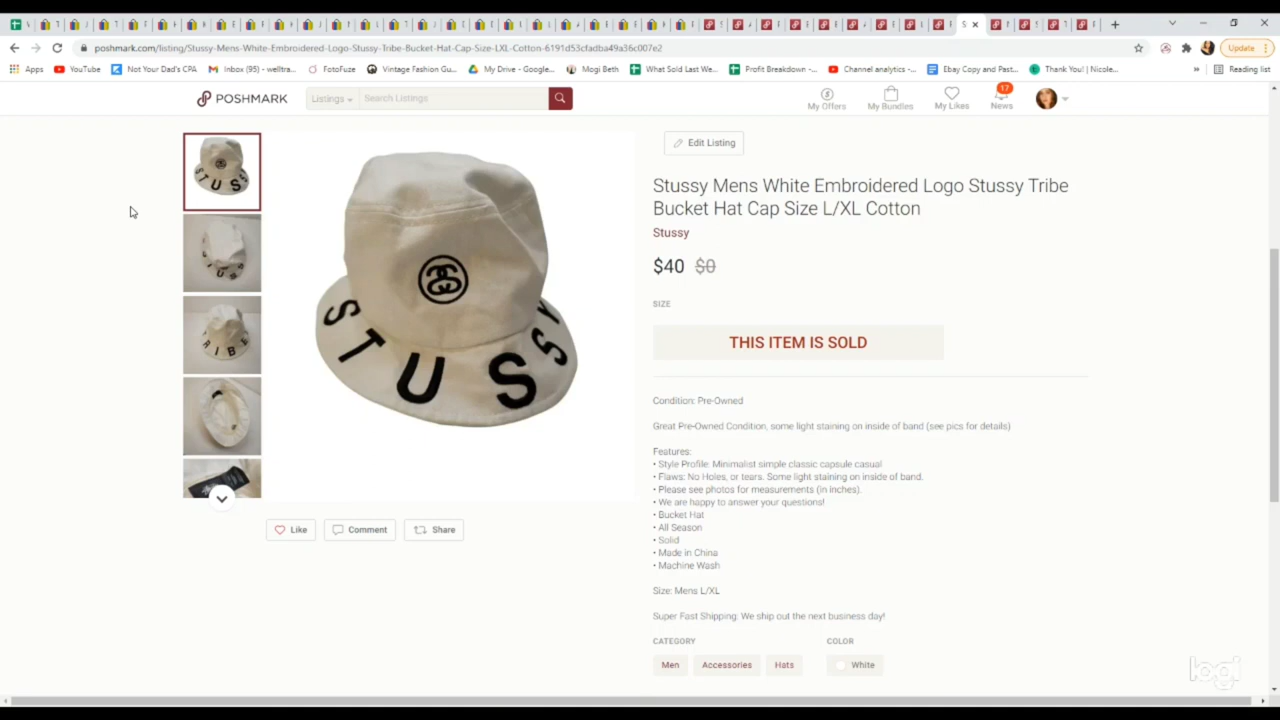 Update
poshmark.com/listing/Stussy-Mens-White-Embroidered-Logo-Stussy-Tribe-Bucket-Hat-Cap-Size-LXL-Cotton-6191d53cfadba49a36c007e2
Apps YouTube Not Your Dad's CPA Inbox (95) - welltra... FotoFuze Vintage Fashion Gu... My Drive - Google... Mogi Beth What Sold Last We... Profit Breakdown -... Channel analytics -... Ebay Copy and Past... Thank You! | Nicole... » Reading list
POSHMARK Listings Search Listings My Offers My Bundles My Likes 17 News
Edit Listing
Stussy Mens White Embroidered Logo Stussy Tribe
Bucket Hat Cap Size L/XL Cotton
Stussy
$40 $0
SIZE
THIS ITEM IS SOLD
Condition: Pre-Owned
Great Pre-Owned Condition, some light staining on inside of band (see pics for details)
Features:
• Style Profile: Minimalist simple classic capsule casual
• Flaws: No Holes, or tears. Some light staining on inside of band.
• Please see photos for measurements (in inches).
• We are happy to answer your questions!
• Bucket Hat
• All Season
• Solid
• Made in China
• Machine Wash
Size: Mens L/XL
Super Fast Shipping: We ship out the next business day!
CATEGORY COLOR
Men Accessories Hats White
STUSSY
TRIBE
Like Comment Share
logi